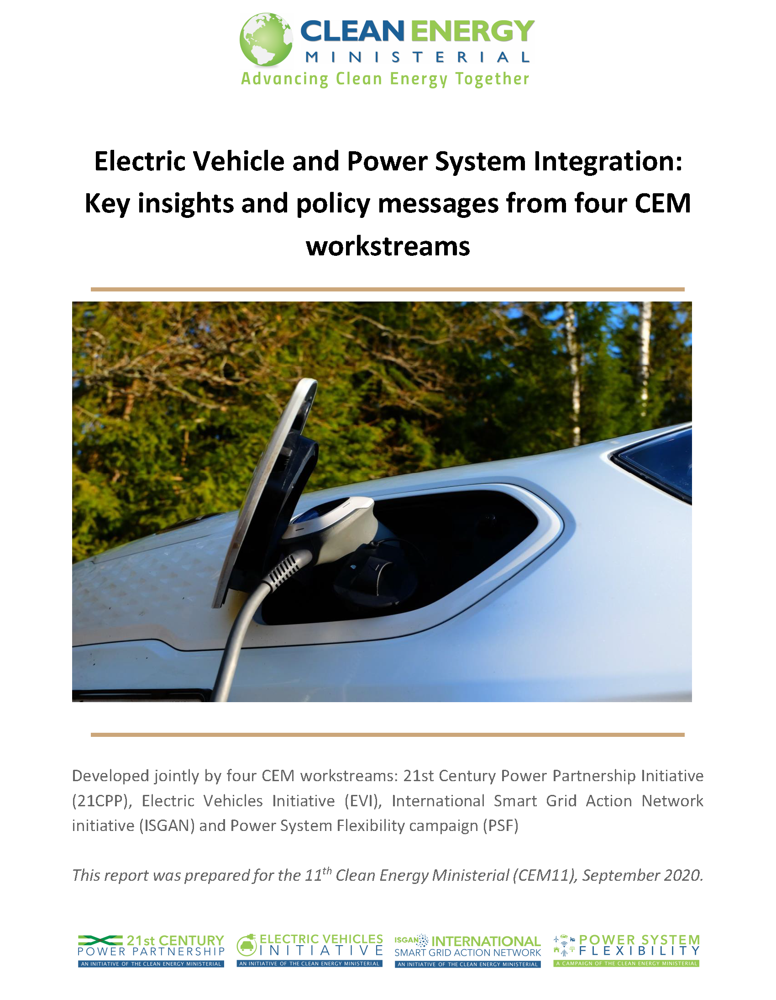 CLEAN ENERGY
MINISTERIAL
Advancing Clean Energy Together
Electric Vehicle and Power System Integration:
Key insights and policy messages from four CEM
workstreams
Developed jointly by four CEM workstreams: 21st Century Power Partnership Initiative
(21CPP), Electric Vehicles Initiative (EVI), International Smart Grid Action Network
initiative (ISGAN) and Power System Flexibility campaign (PSF)
This report was prepared for the 11th Clean Energy Ministerial (CEM11), September 2020.
21st CENTURY
POWER PARTNERSHIP
AN INITIATIVE OF THE CLEAN ENERGY MINISTERIAL
ELECTRIC VEHICLES
INITIATIVE
AN INITIATIVE OF THE CLEAN ENERGY MINISTERIAL
ISGAN INTERNATIONAL
SMART GRID ACTION NETWORK
AN INITIATIVE OF THE CLEAN ENERGY MINISTERIAL
POWER SYSTEM
FLEXIBILITY
A CAMPAIGN OF THE CLEAN ENERGY MINISTERIAL